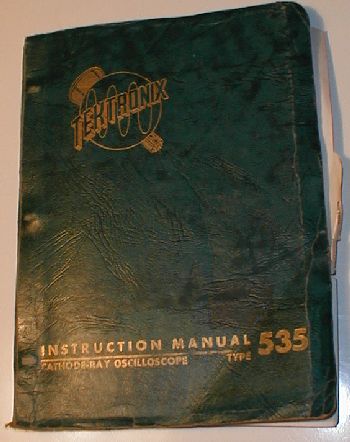 TEKTRONIX
INSTRUCTION MANUAL
CATHODE-RAY OSCILLOSCOPE TYPE 535